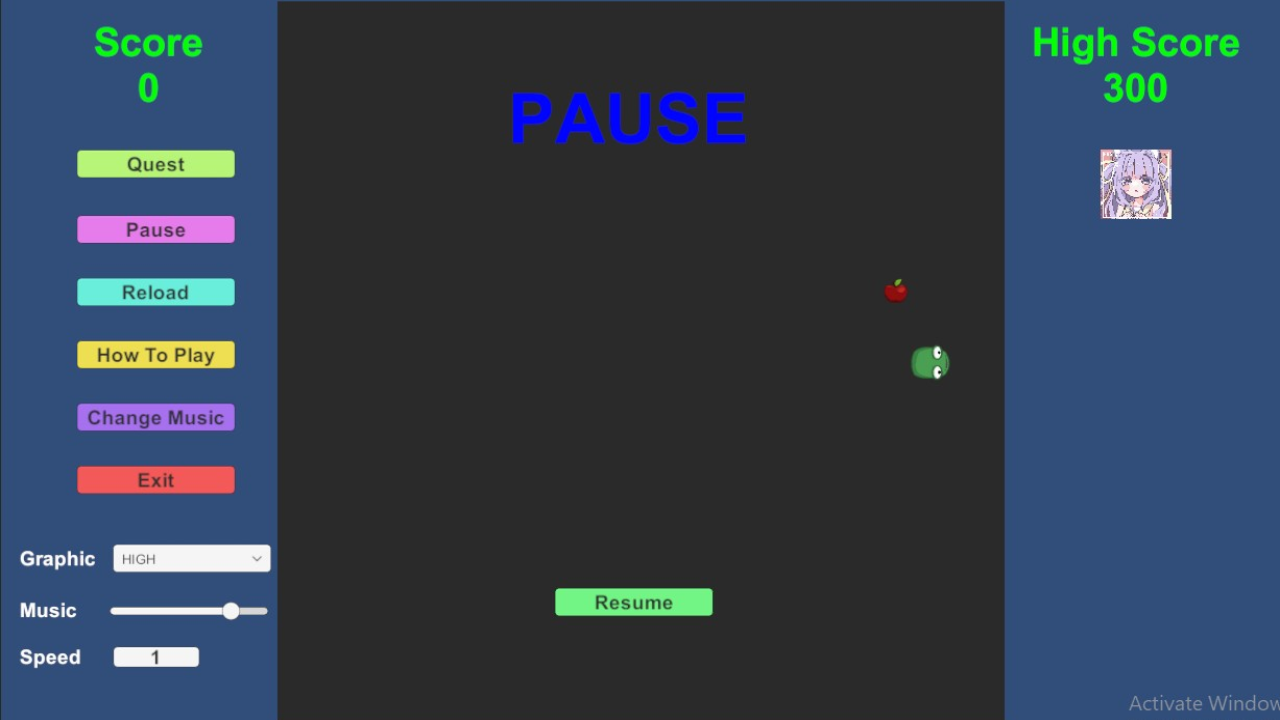 Score
0
Quest
Pause
Reload
How To Play
Change Music
Exit
Graphic HIGH
Music
Speed 1
PAUSE
Resume
High Score
300
Activate Window